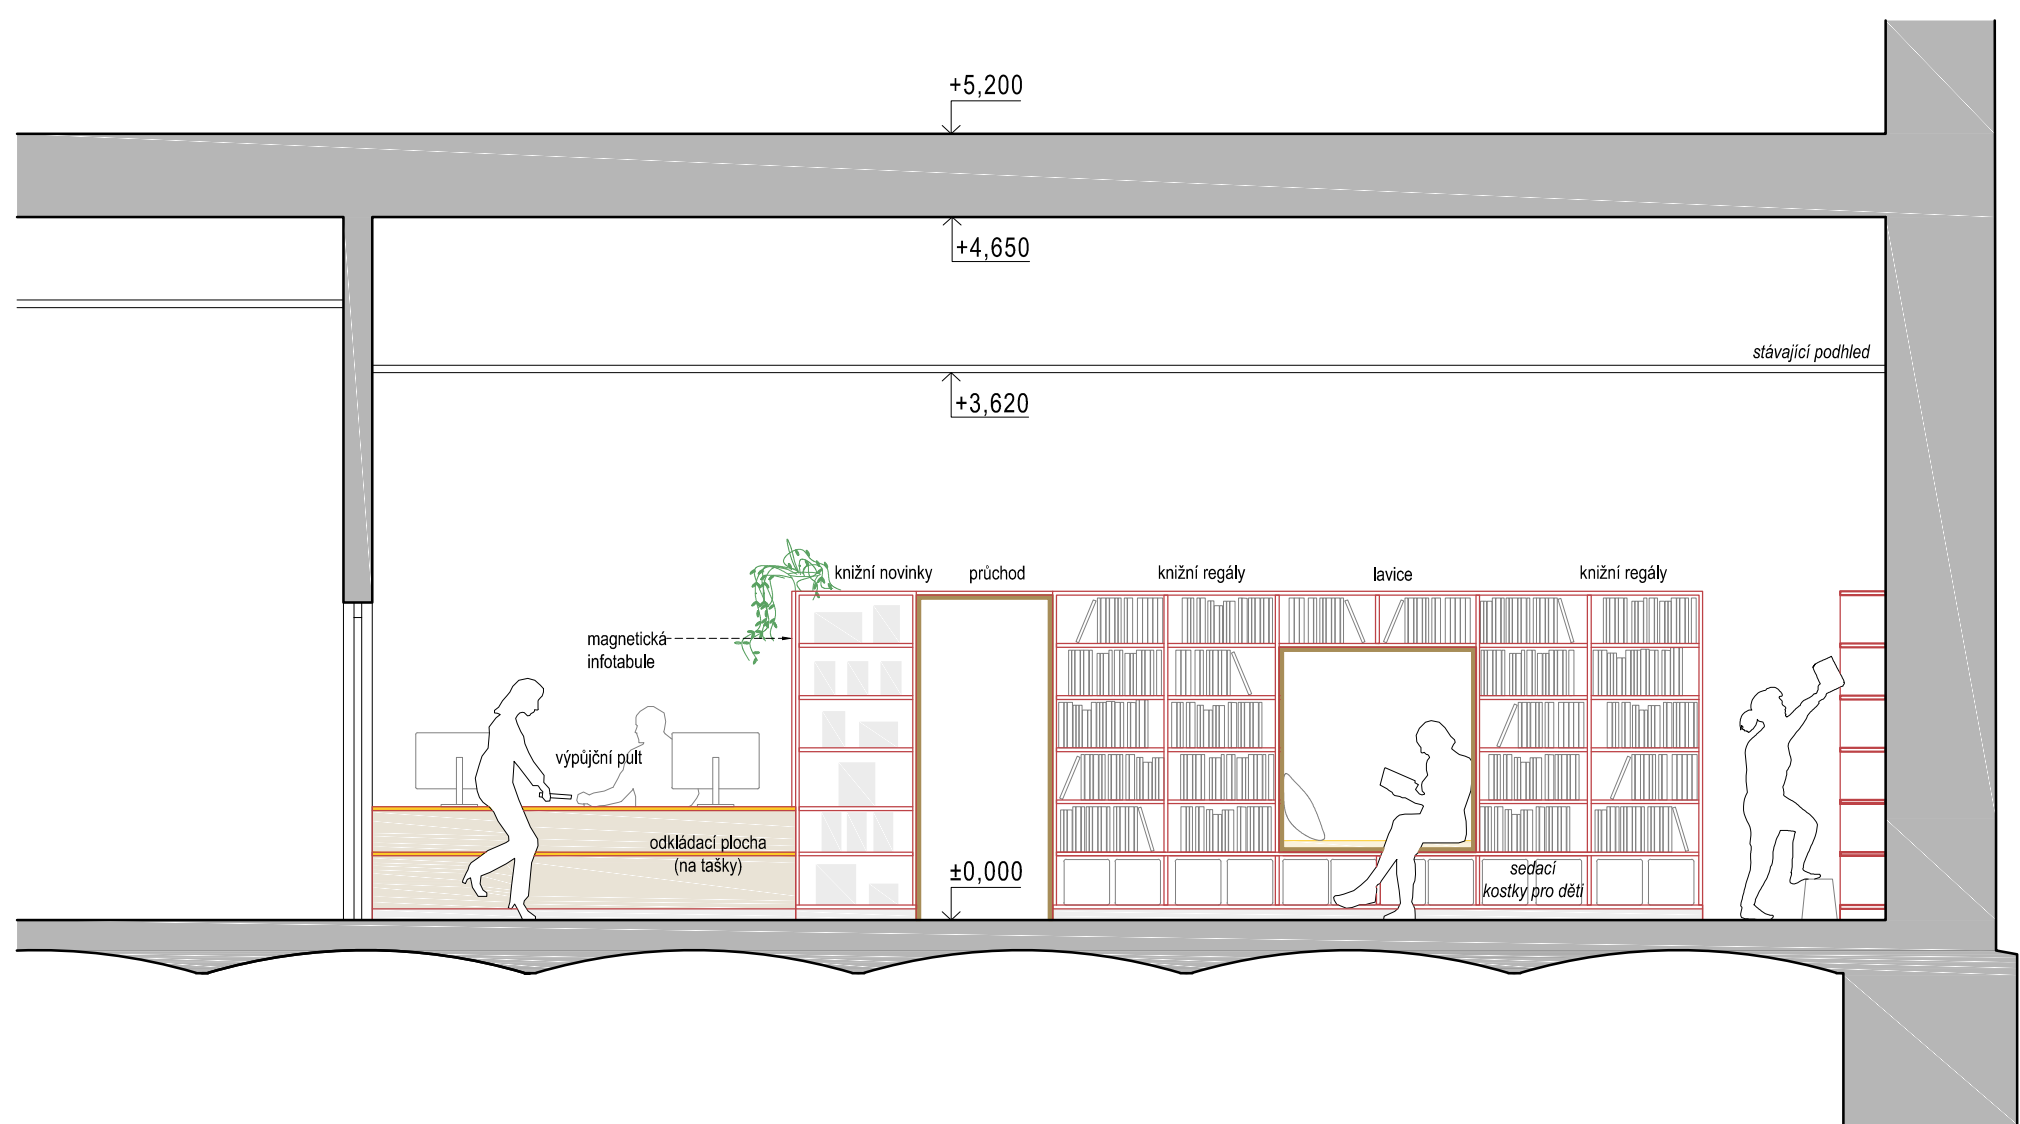 +5,200
+4,650
stávající podhled
+3,620
knižní novinky
průchod
knižní regály
lavice
knižní regály
magnetická
infotabule
výpůjční pult
odkládací plocha
(na tašky)
±0,000
sedací
kostky pro děti